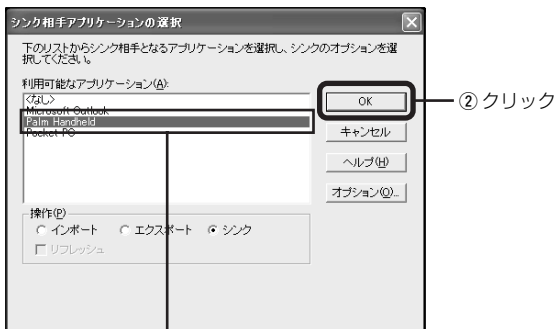 シンク相手アプリケーションの選択
下のリストからシンク相手となるアプリケーションを選択し、シンクのオプションを選
択してください。
利用可能なアプリケーション(A):
<なし>
Microsoft Outlook
Palm Handheld
Pocket PC
OK
キャンセル
ヘルプ(H)
オプション(O)...
② クリック
操作(P)
インポート エクスポート シンク
リフレッシュ